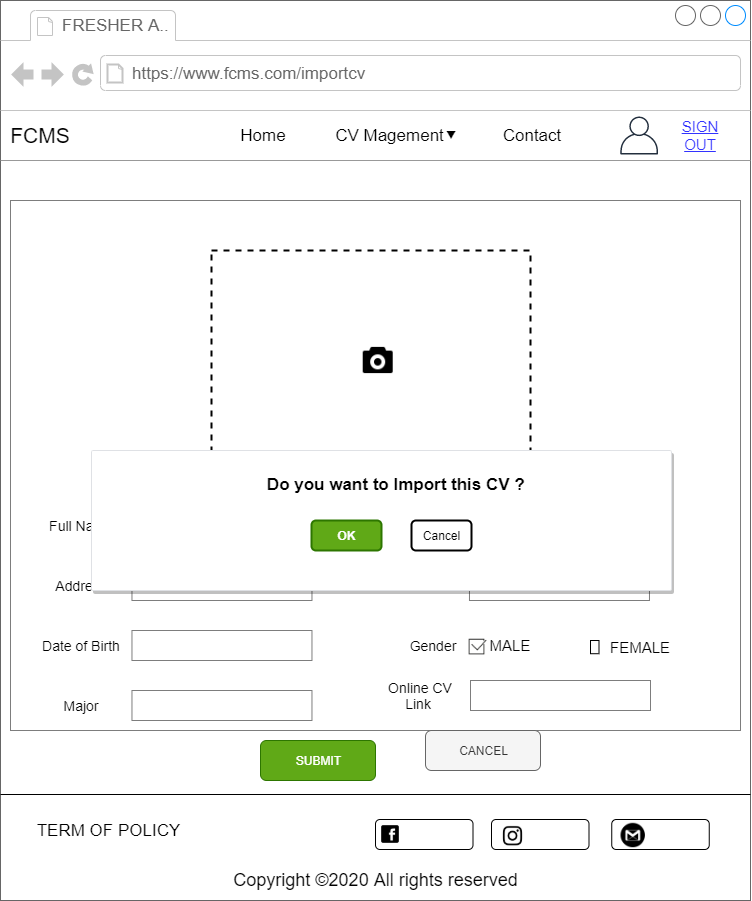 FRESHER A..
https://www.fcms.com/importcv
FCMS
Home
CV Magement▼
Contact
SIGN
OUT
Do you want to Import this CV ?
OK
Cancel
Full Na
Addre
Date of Birth
Gender
MALE
FEMALE
Major
Online CV
Link
SUBMIT
CANCEL
TERM OF POLICY
Copyright ©2020 All rights reserved